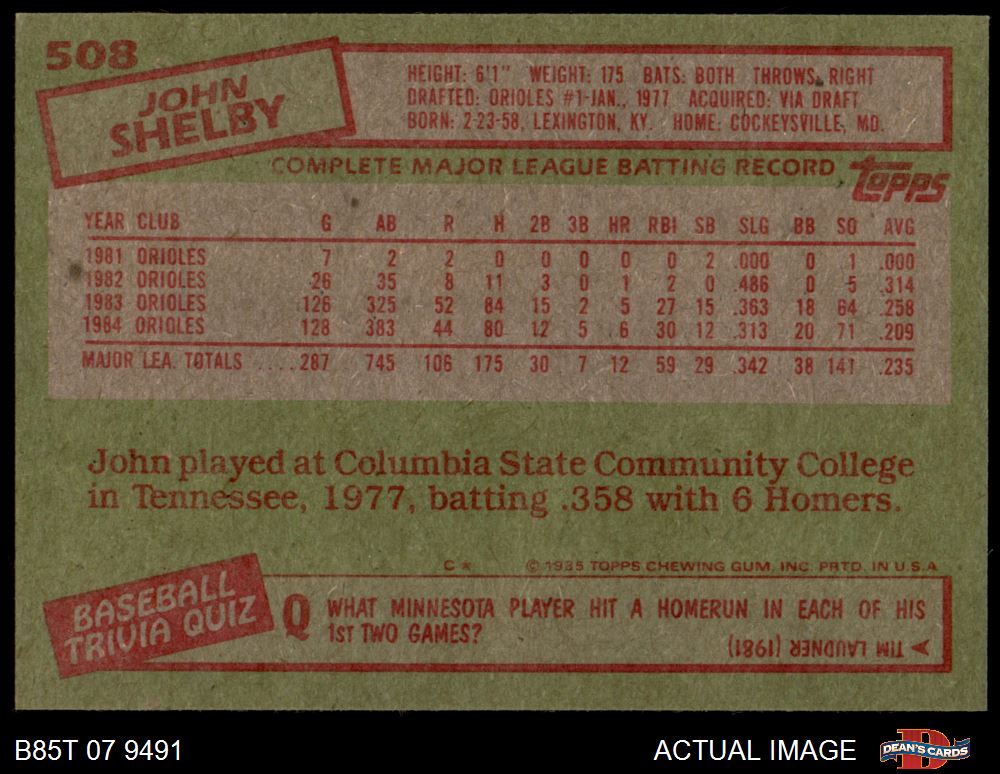 508
JOHN
SHELBY
HEIGHT: 6'1" WEIGHT: 175 BATS: BOTH THROWS: RIGHT
DRAFTED: ORIOLES #1-JAN., 1977 ACQUIRED: VIA DRAFT
BORN: 2-23-58, LEXINGTON, KY. HOME: COCKEYSVILLE, MD.
COMPLETE MAJOR LEAGUE BATTING RECORD
topps
YEAR CLUB G AB R H 2B 3B HR RBI SB SLG BB SO AVG
1981 ORIOLES 7 2 2 0 0 0 0 0 2 .000 0 1 .000
1982 ORIOLES 26 35 8 11 3 0 1 2 0 .486 0 5 .314
1983 ORIOLES 126 325 52 84 15 2 5 27 15 .363 18 64 .258
1984 ORIOLES 128 383 44 80 12 5 6 30 12 .313 20 71 .209
MAJOR LEA. TOTALS ....287 745 106 175 30 7 12 59 29 .342 38 141 .235
John played at Columbia State Community College
in Tennessee, 1977, batting .358 with 6 Homers.
C * © 1985 TOPPS CHEWING GUM, INC. PRTD. IN U.S.A.
BASEBALL
TRIVIA QUIZ
Q WHAT MINNESOTA PLAYER HIT A HOMERUN IN EACH OF HIS
1ST TWO GAMES?
A TIM LAUDNER (1981)
B85T 07 9491
ACTUAL IMAGE
D
DEAN'S CARDS